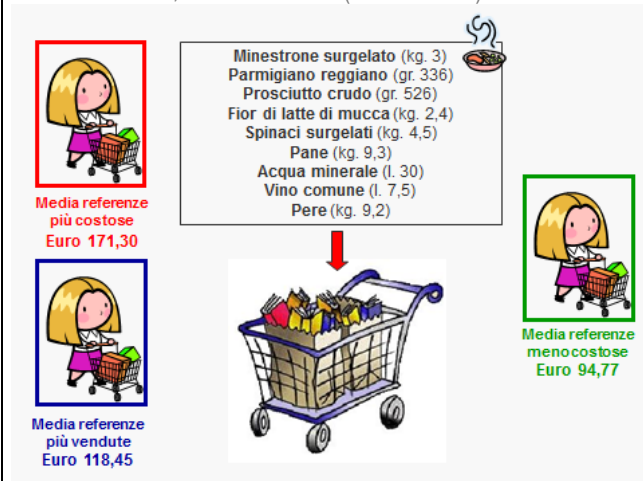 Minestrone surgelato (kg. 3)
Parmigiano reggiano (gr. 336)
Prosciutto crudo (gr. 526)
Fior di latte di mucca (kg. 2,4)
Spinaci surgelati (kg. 4,5)
Pane (kg. 9,3)
Acqua minerale (l. 30)
Vino comune (l. 7,5)
Pere (kg. 9,2)
Media referenze
più costose
Euro 171,30
Media referenze
più vendute
Euro 118,45
Media referenze
meno costose
Euro 94,77